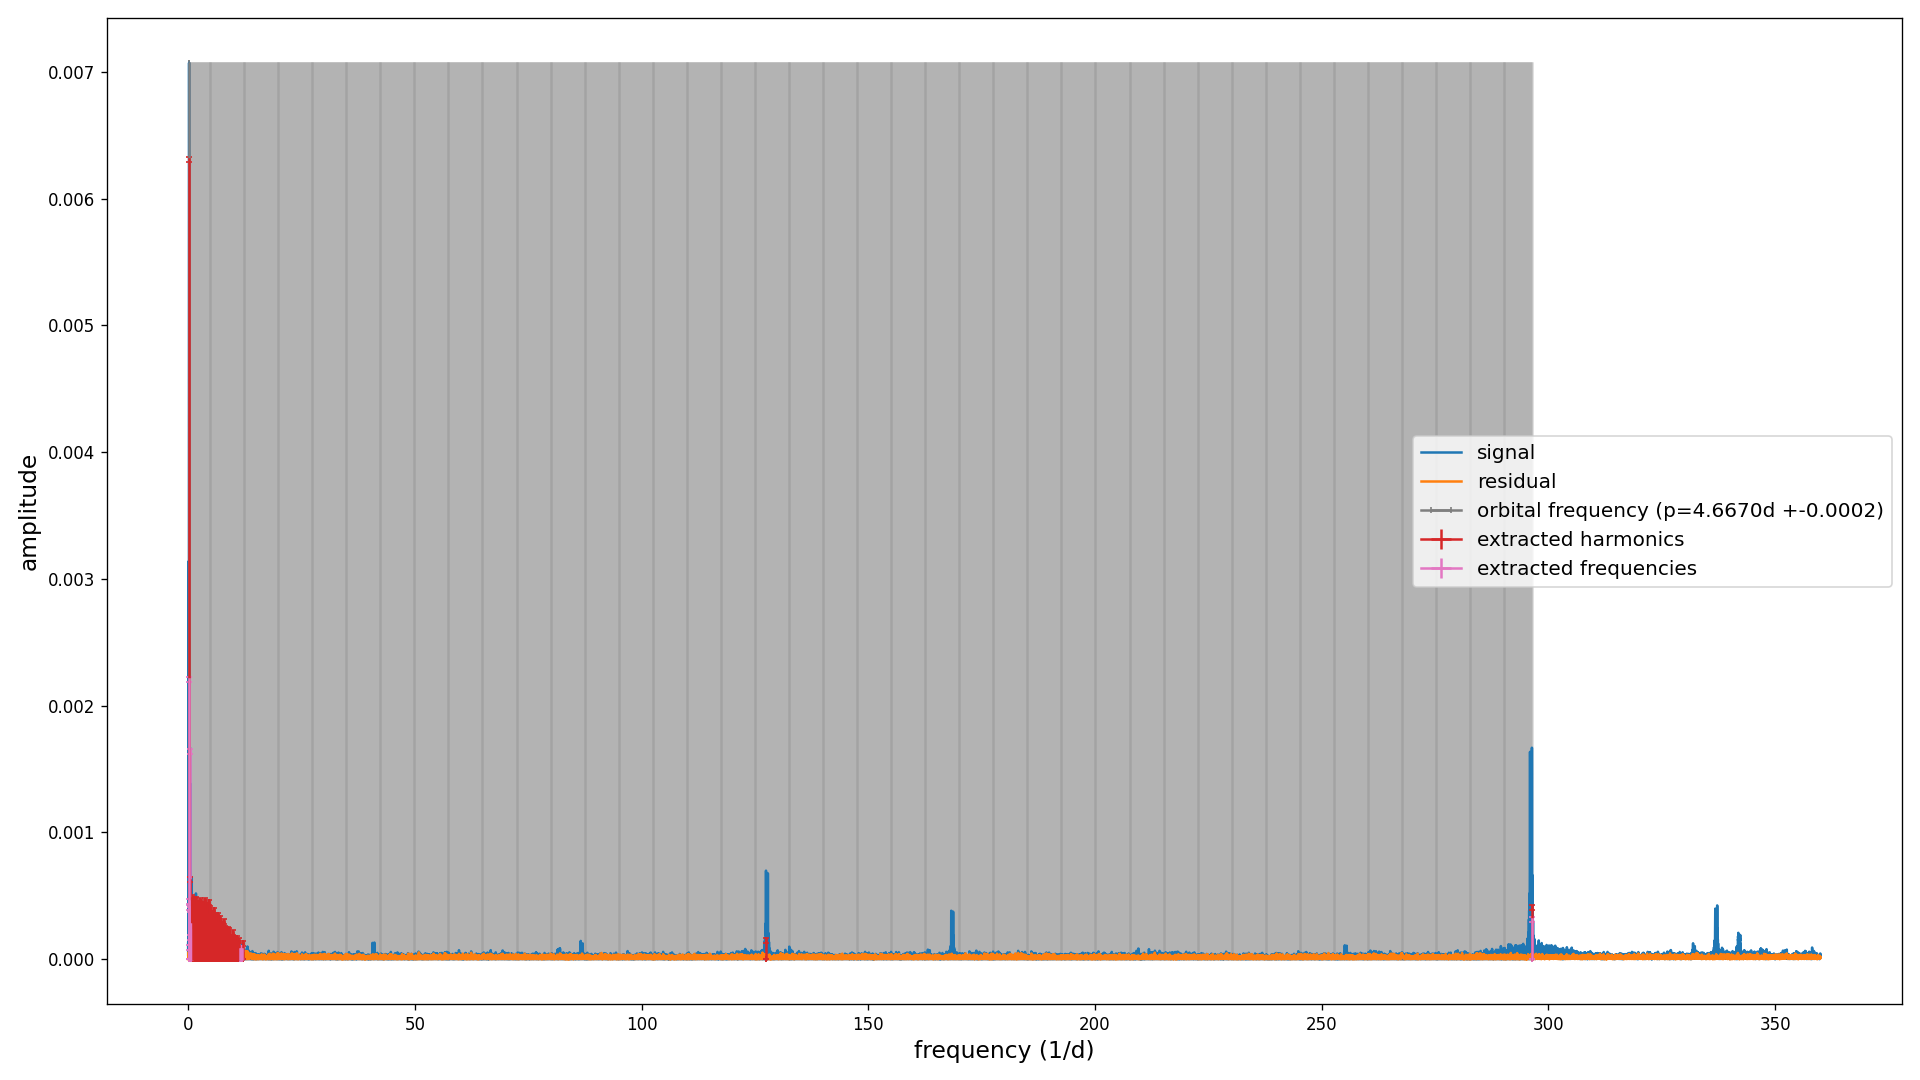 0.007
0.006
0.005
0.004
0.003
0.002
0.001
0.000
amplitude
signal
residual
orbital frequency (p=4.6670d +-0.0002)
extracted harmonics
extracted frequencies
0 50 100 150 200 250 300 350
frequency (1/d)